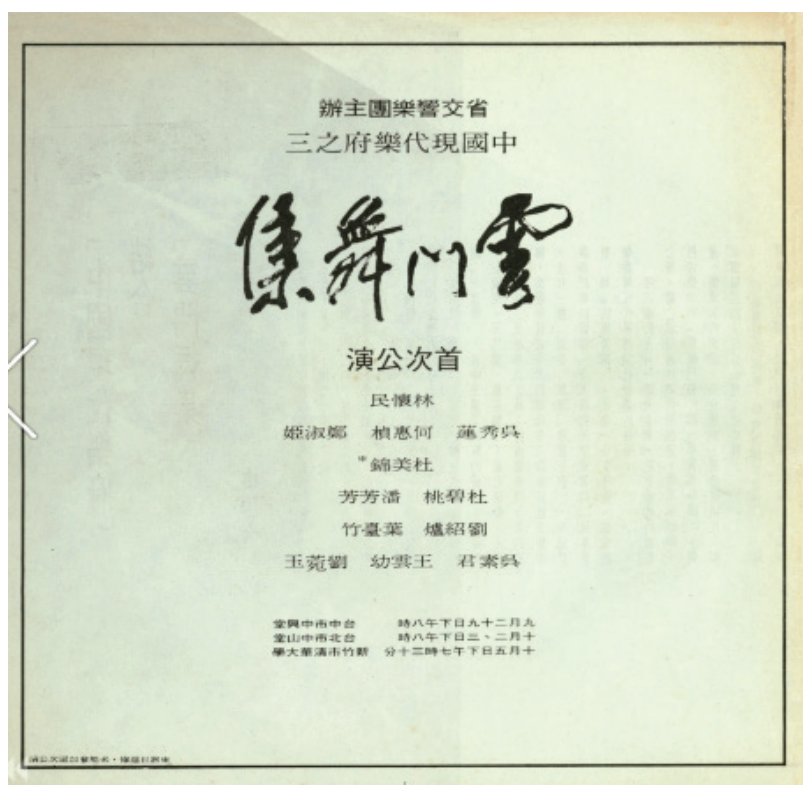 省交響樂團主辦
中國現代樂府之三
雲門舞集
首次公演
林懷民
吳秀蓮 何惠楨 鄭淑姬
杜美錦
杜碧桃 潘芳芳
劉紹爐 葉臺竹
吳素君 王雲幼 劉菀玉
九月二十九日下午八時 台中市中興堂
十月二、三日下午八時 台北市中山堂
十月五日下午七時三十分 新竹市清華大學